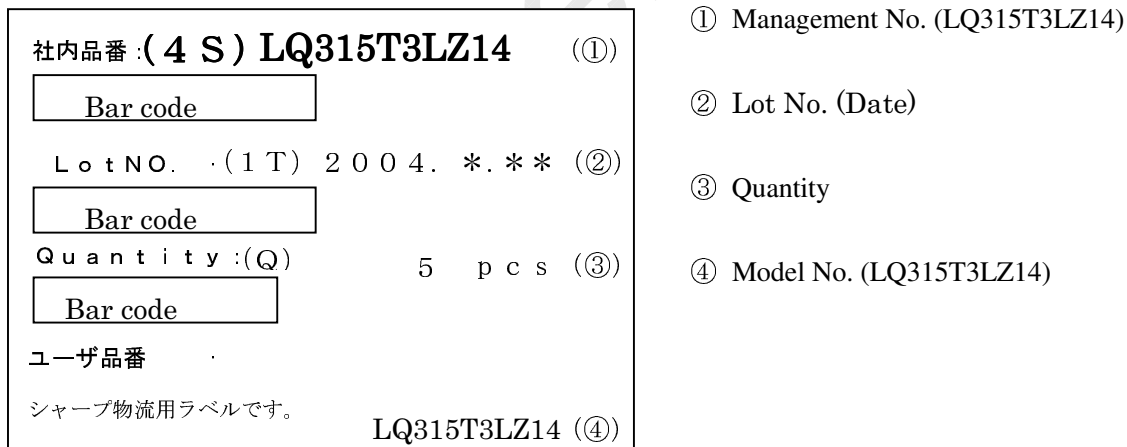 社内品番:(4S) LQ315T3LZ14 (①)
Bar code
LotNO. ·(1T) 2004. *.** (②)
Bar code
Quantity:(Q) 5 pcs (③)
Bar code
ユーザ品番 ·
シャープ物流用ラベルです。
LQ315T3LZ14 (④)
① Management No. (LQ315T3LZ14)
② Lot No. (Date)
③ Quantity
④ Model No. (LQ315T3LZ14)